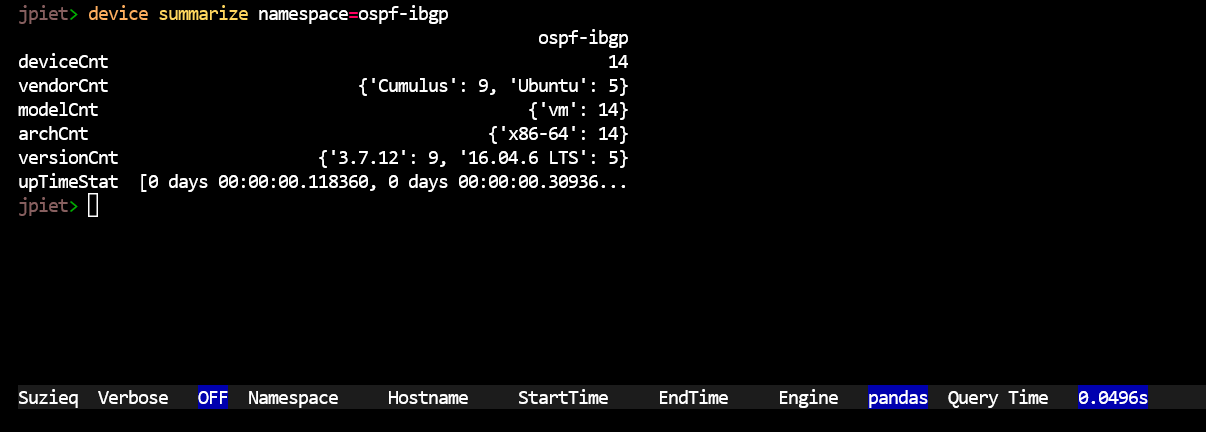 jpiet> device summarize namespace=ospf-ibgp
ospf-ibgp
deviceCnt 14
vendorCnt {'Cumulus': 9, 'Ubuntu': 5}
modelCnt {'vm': 14}
archCnt {'x86-64': 14}
versionCnt {'3.7.12': 9, '16.04.6 LTS': 5}
upTimeStat [0 days 00:00:00.118360, 0 days 00:00:00.30936...
jpiet>
Suzieq Verbose OFF Namespace Hostname StartTime EndTime Engine pandas Query Time 0.0496s